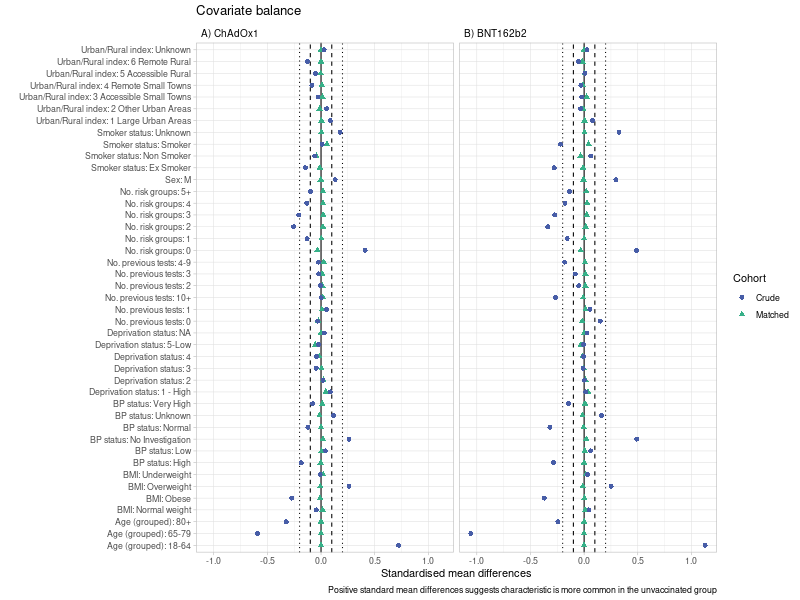 Covariate balance
A) ChAdOx1
B) BNT162b2
Urban/Rural index: Unknown
Urban/Rural index: 6 Remote Rural
Urban/Rural index: 5 Accessible Rural
Urban/Rural index: 4 Remote Small Towns
Urban/Rural index: 3 Accessible Small Towns
Urban/Rural index: 2 Other Urban Areas
Urban/Rural index: 1 Large Urban Areas
Smoker status: Unknown
Smoker status: Smoker
Smoker status: Non Smoker
Smoker status: Ex Smoker
Sex: M
No. risk groups: 5+
No. risk groups: 4
No. risk groups: 3
No. risk groups: 2
No. risk groups: 1
No. risk groups: 0
No. previous tests: 4-9
No. previous tests: 3
No. previous tests: 2
No. previous tests: 10+
No. previous tests: 1
No. previous tests: 0
Deprivation status: NA
Deprivation status: 5-Low
Deprivation status: 4
Deprivation status: 3
Deprivation status: 2
Deprivation status: 1 - High
BP status: Very High
BP status: Unknown
BP status: Normal
BP status: No Investigation
BP status: Low
BP status: High
BMI: Underweight
BMI: Overweight
BMI: Obese
BMI: Normal weight
Age (grouped): 80+
Age (grouped): 65-79
Age (grouped): 18-64
-1.0 -0.5 0.0 0.5 1.0
-1.0 -0.5 0.0 0.5 1.0
Standardised mean differences
Positive standard mean differences suggests characteristic is more common in the unvaccinated group
Cohort
Crude
Matched